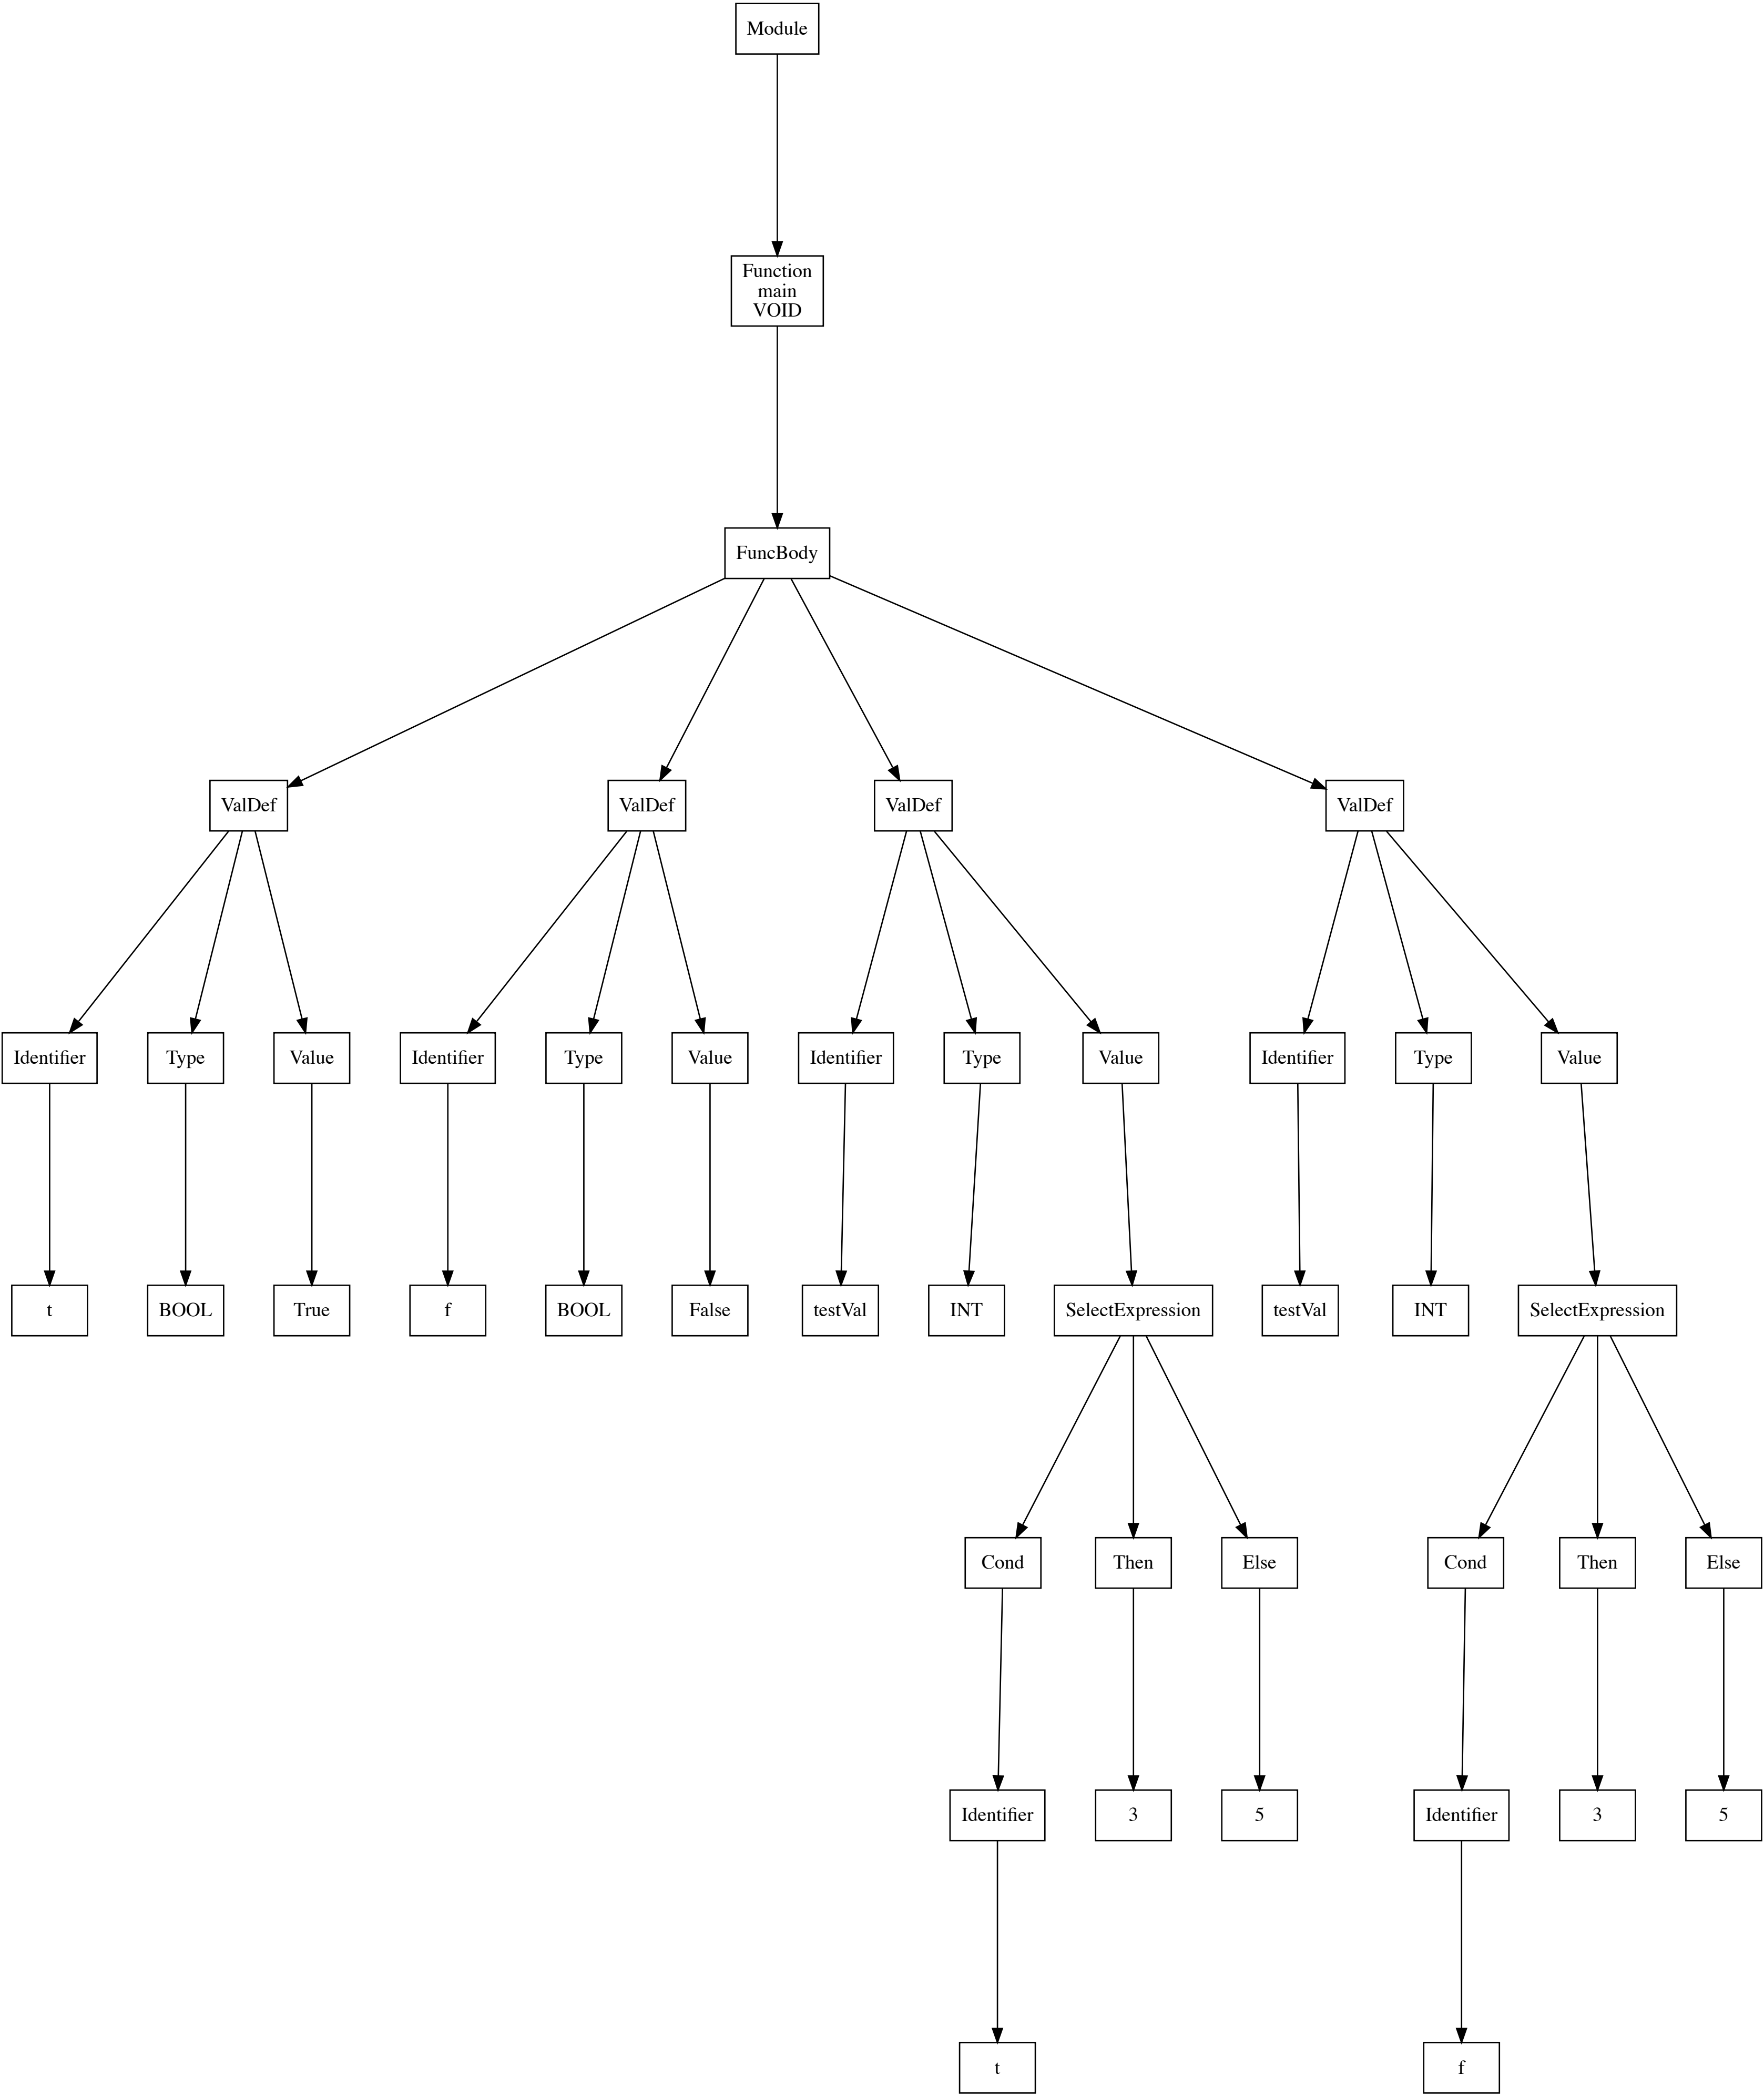 Module
Function
main
VOID
FuncBody
ValDef
ValDef
ValDef
ValDef
Identifier
Type
Value
Identifier
Type
Value
Identifier
Type
Value
Identifier
Type
Value
t
BOOL
True
f
BOOL
False
testVal
INT
SelectExpression
testVal
INT
SelectExpression
Cond
Then
Else
Cond
Then
Else
Identifier
3
5
Identifier
3
5
t
f